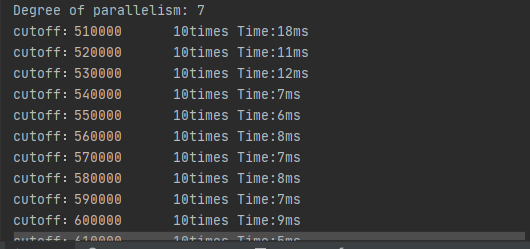 Degree of parallelism: 7
cutoff：510000      10times Time:18ms
cutoff：520000      10times Time:11ms
cutoff：530000      10times Time:12ms
cutoff：540000      10times Time:7ms
cutoff：550000      10times Time:6ms
cutoff：560000      10times Time:8ms
cutoff：570000      10times Time:7ms
cutoff：580000      10times Time:8ms
cutoff：590000      10times Time:7ms
cutoff：600000      10times Time:9ms
cutoff：610000      10times Time:5ms